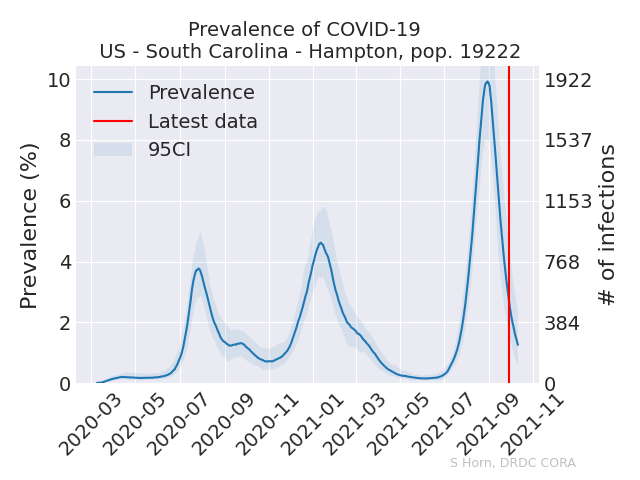 Prevalence of COVID-19
US - South Carolina - Hampton, pop. 19222
Prevalence
Latest data
95CI
Prevalence (%)
10
8
6
4
2
0
1922
1537
1153
768
384
0
# of infections
2020-03
2020-05
2020-07
2020-09
2020-11
2021-01
2021-03
2021-05
2021-07
2021-09
2021-11
S Horn, DRDC CORA